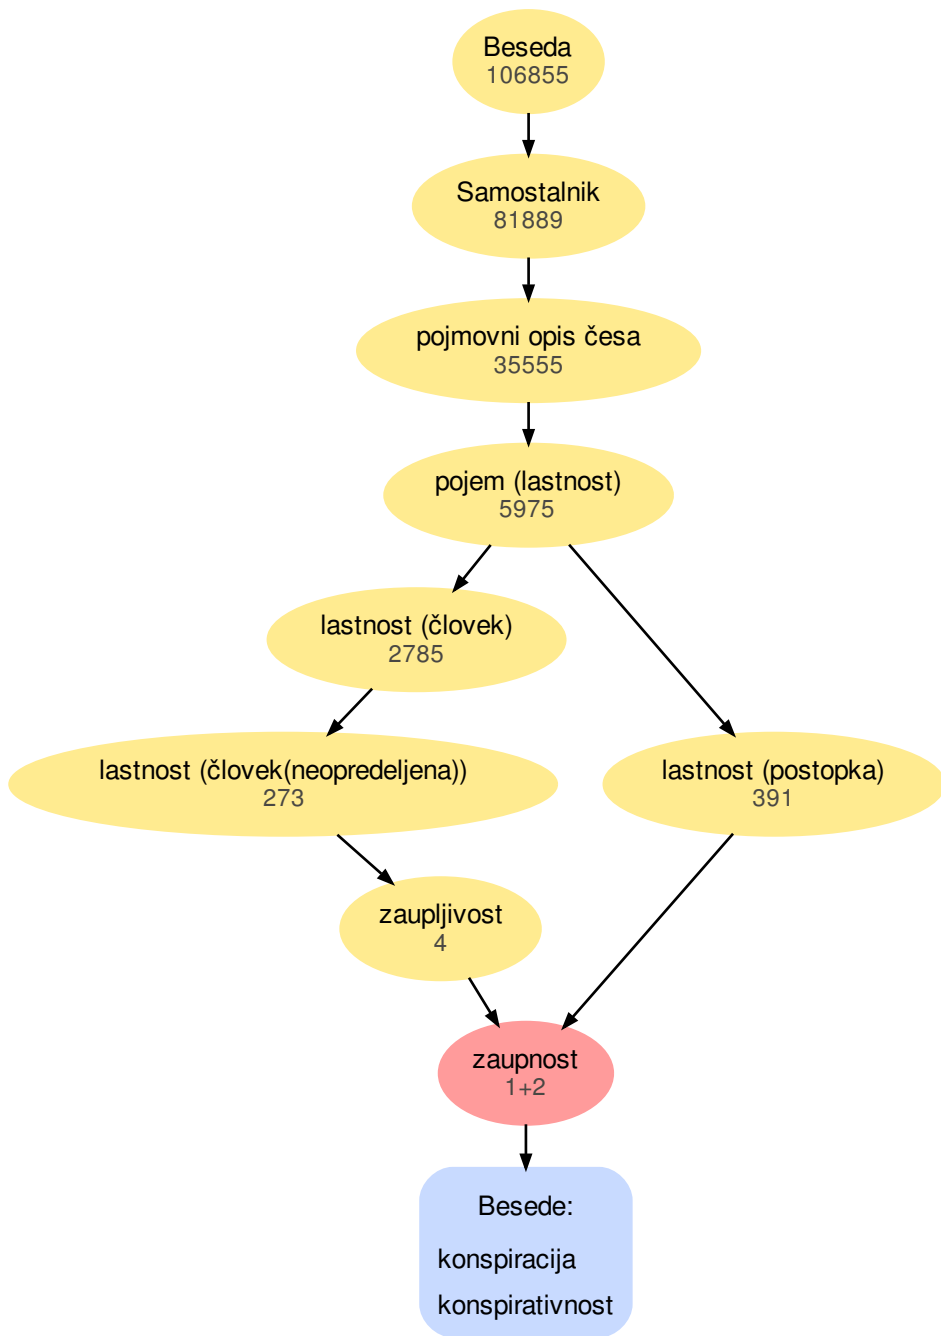 Beseda
106855
Samostalnik
81889
pojmovni opis česa
35555
pojem (lastnost)
5975
lastnost (človek)
2785
lastnost (človek(neopredeljena))
273
lastnost (postopka)
391
zaupljivost
4
zaupnost
1+2
Besede:
konspiracija
konspirativnost